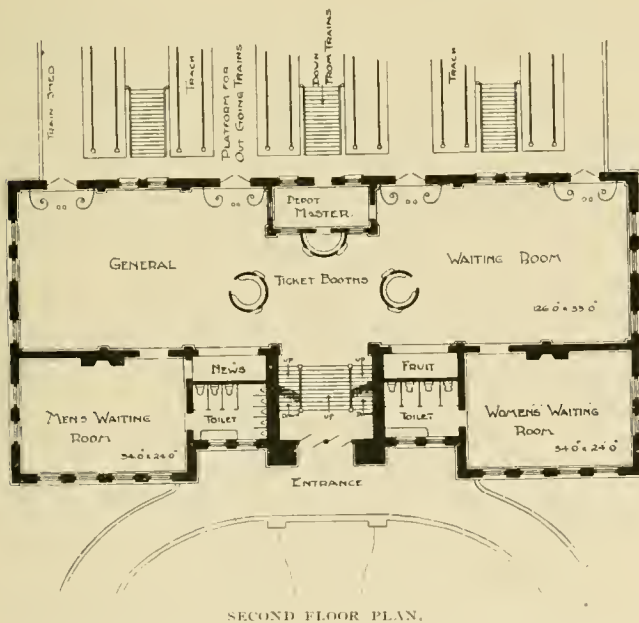 TRAIN SHED
TRACK
PLATFORM FOR
OUT GOING TRAINS
DOWN
FROM TRAINS
TRACK
DEPOT
MASTER.
GENERAL
TICKET BOOTHS
WAITING ROOM
126'0" x 33'0"
NEWS
UP
UP
FRUIT
MENS WAITING
ROOM
34'0" x 24'0"
TOILET
UP
TOILET
WOMENS WAITING
ROOM
34'0" x 24'0"
ENTRANCE
SECOND FLOOR PLAN.